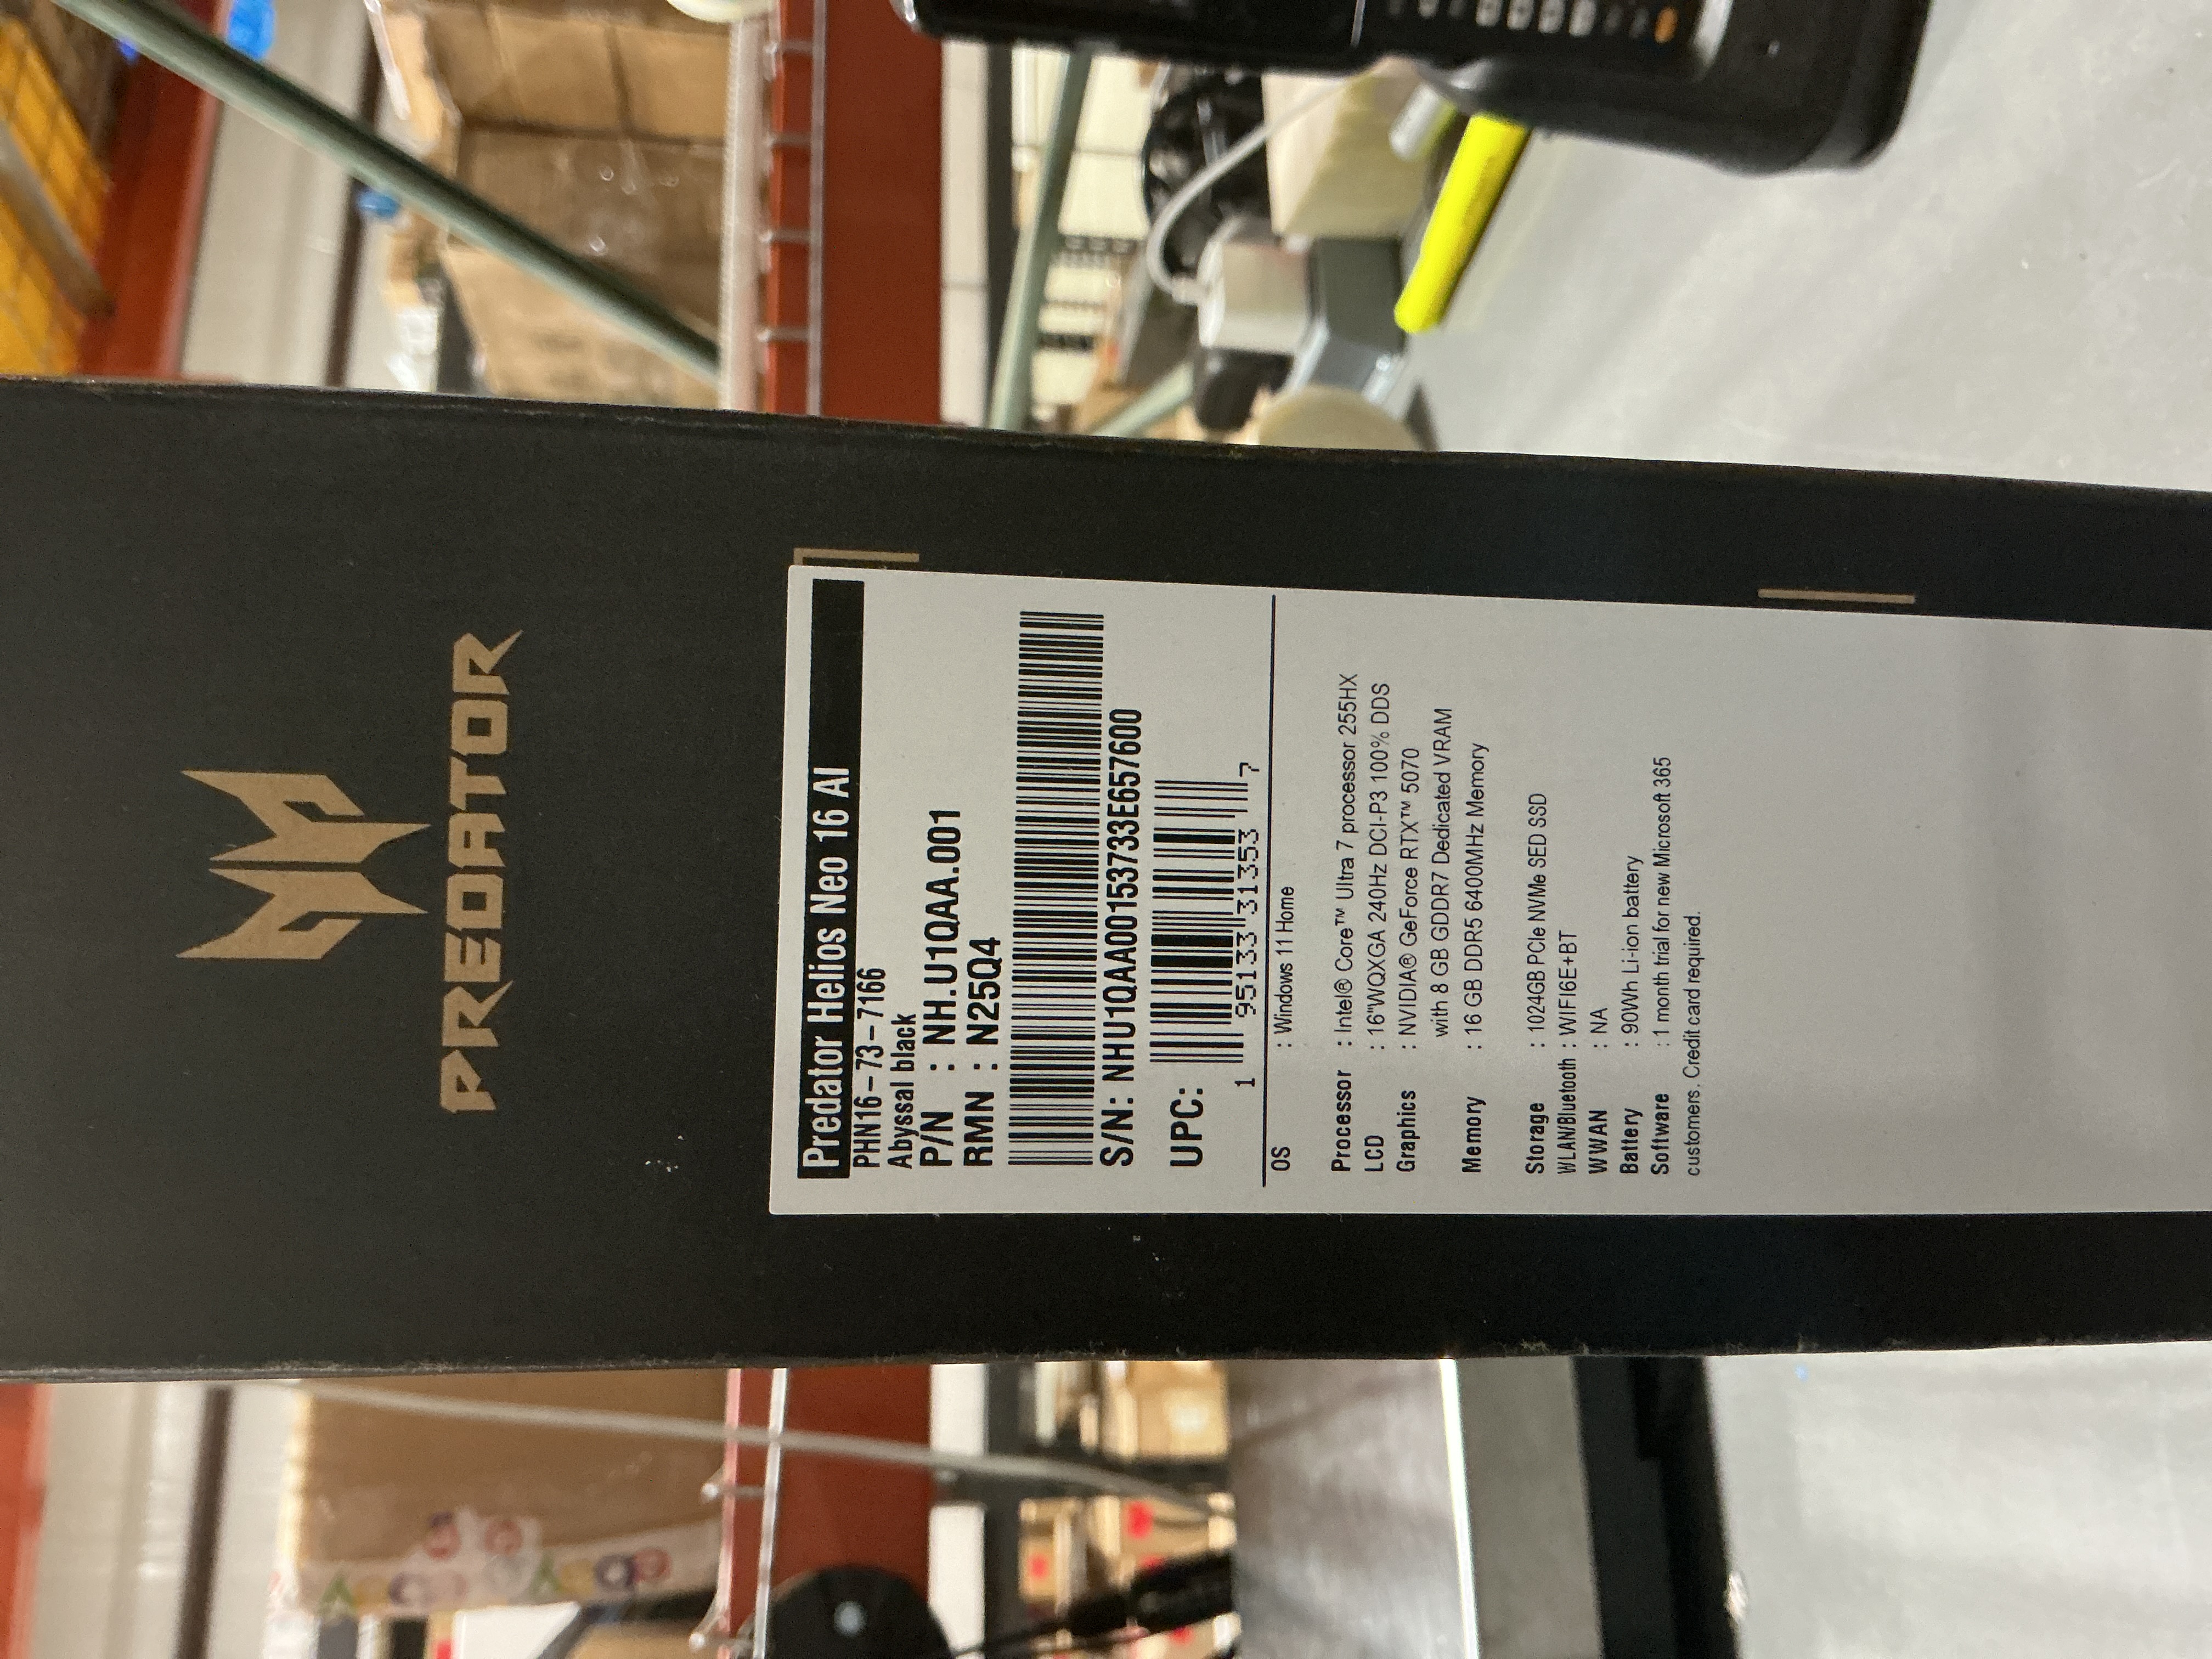 PREDATOR
Predator Helios Neo 16 AI
PHN16-73-7166
Abyssal black
P/N : NH.U1QAA.001
RMN : N25Q4
S/N: NHU1QAA00153733E657600
UPC:
1 95133 31353 7
OS : Windows 11 Home
Processor : Intel® Core™ Ultra 7 processor 255HX
LCD : 16"WQXGA 240Hz DCI-P3 100% DDS
Graphics : NVIDIA® GeForce RTX™ 5070
with 8 GB GDDR7 Dedicated VRAM
Memory : 16 GB DDR5 6400MHz Memory
Storage : 1024GB PCIe NVMe SED SSD
WLAN/Bluetooth : WIFI6E+BT
WWAN : NA
Battery : 90Wh Li-ion battery
Software : 1 month trial for new Microsoft 365
customers. Credit card required.